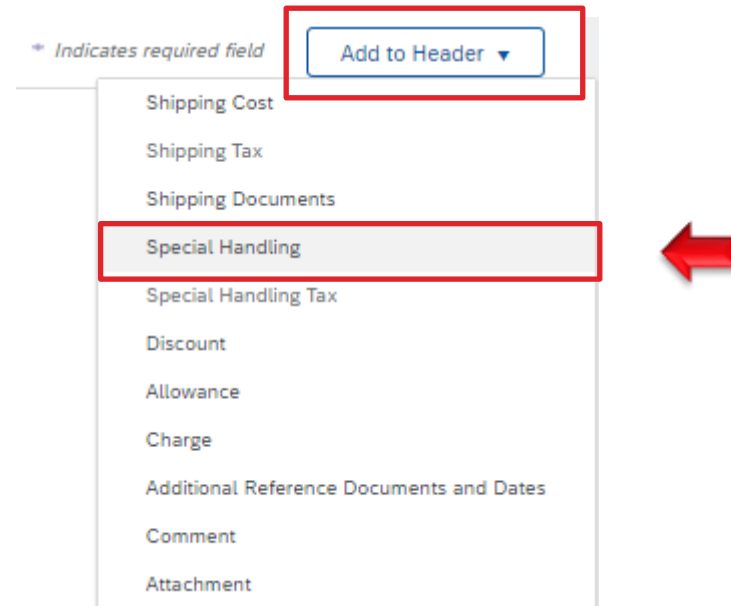 * Indicates required field
Add to Header ▼
Shipping Cost
Shipping Tax
Shipping Documents
Special Handling
Special Handling Tax
Discount
Allowance
Charge
Additional Reference Documents and Dates
Comment
Attachment